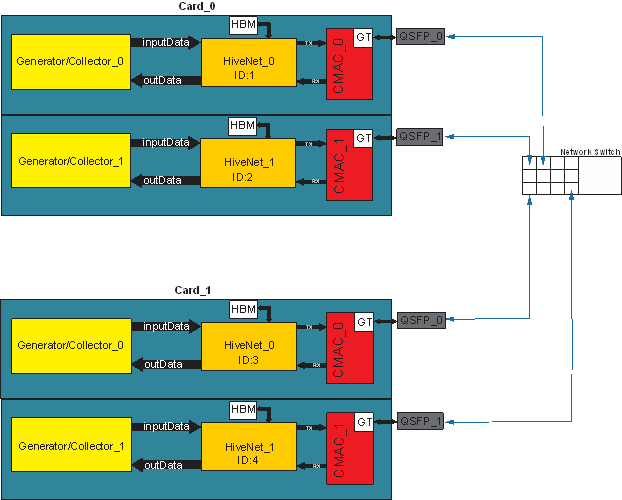 Card_0
HBM
inputData
TX
CMAC_0
GT
QSFP_0
Generator/Collector_0
HiveNet_0
ID:1
outData
RX
HBM
inputData
TX
CMAC_1
GT
QSFP_1
Generator/Collector_1
HiveNet_1
ID:2
outData
RX
Network Switch
Card_1
HBM
inputData
TX
CMAC_0
GT
QSFP_0
Generator/Collector_0
HiveNet_0
ID:3
outData
RX
HBM
inputData
TX
CMAC_1
GT
QSFP_1
Generator/Collector_1
HiveNet_1
ID:4
outData
RX